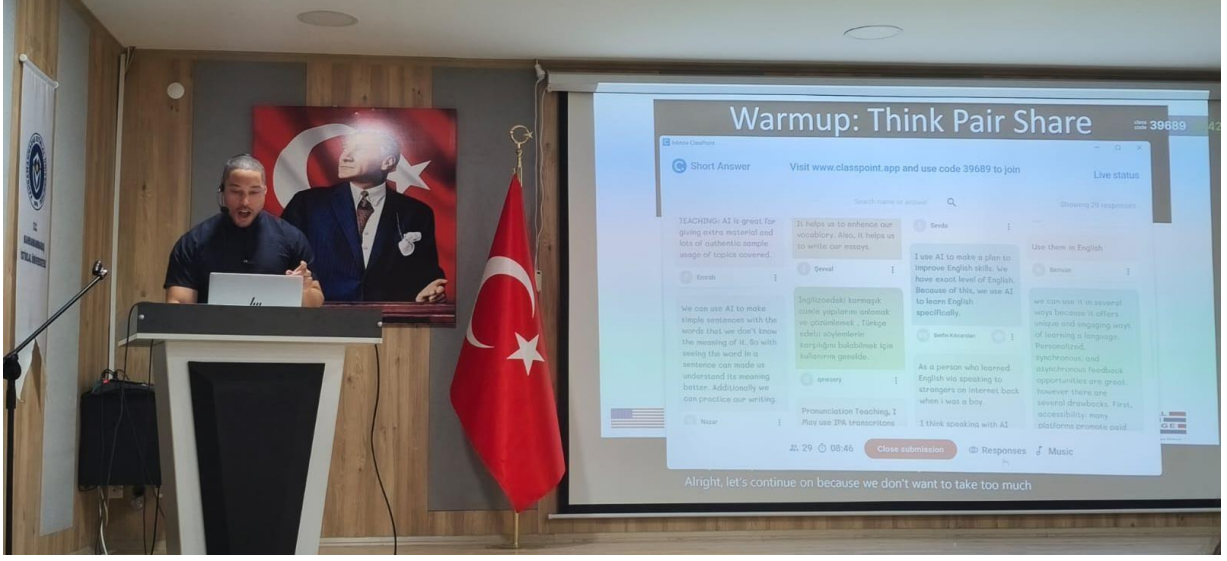 Warmup: Think Pair Share
class
code 39689
Short Answer
Visit www.classpoint.app and use code 39689 to join
Live status
Search name to
Showing 29 responses
TEACHING: AI is great for
giving extra material and
lots of authentic sample
usage of topics covered.
Emrah
We can use AI to make
simple sentences with the
words that we don't know
the meaning of it. So with
seeing the word in a
sentence can made us
understand its meaning
better. Additionally we
can practice our writing.
Nazar
It helps us to enhence our
vocablory. Also, it helps us
to write our essays.
Şevval
İngilizcedeki karmaşık
cümle yapılarını anlamak
ve çözümlemek , Türkçe
edebi söylemlerin
karşılığını bulabilmek için
kullanırım genelde.
Pronunciation Teaching, I
Play use IPA transcritons
Sevda
I use AI to make a plan to
improve English skills. We
have exact level of English.
Because of this, we use AI
to learn English
specifically.
As a person who learned
English via speaking to
strangers on internet back
when i was a boy.
I think speaking with AI
Use them in English
we can use it in several
ways because is offers
unique and engaging ways
of learning a language.
Personalized,
synchronous, and
asynchronous feedback
opportunities are great,
however there are
several drawbacks. First,
accessibility: many
platforms promote paid
29 08:46 Close submission Responses Music
Alright, let's continue on because we don't want to take too much
hp